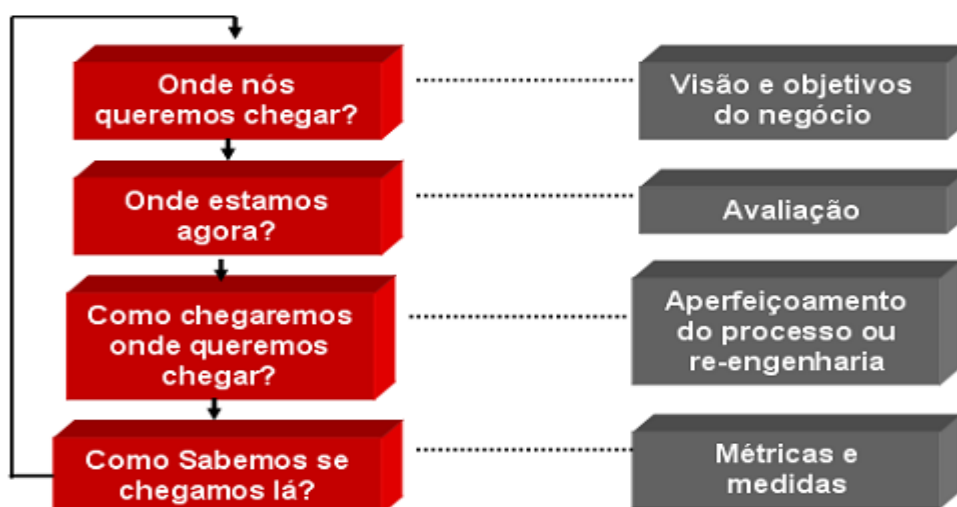 Onde nós
queremos chegar?
Visão e objetivos
do negócio
Onde estamos
agora?
Avaliação
Como chegaremos
onde queremos
chegar?
Aperfeiçoamento
do processo ou
re-engenharia
Como Sabemos se
chegamos lá?
Métricas e
medidas